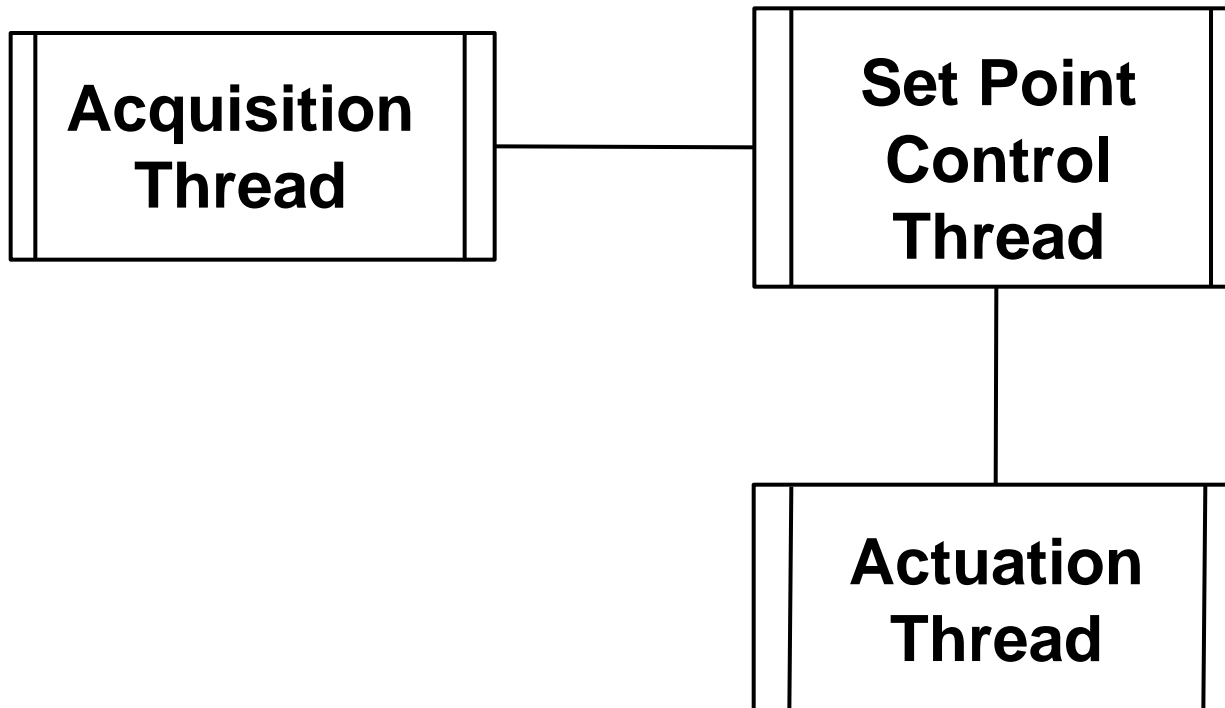 Acquisition
Thread
Set Point
Control
Thread
Actuation
Thread